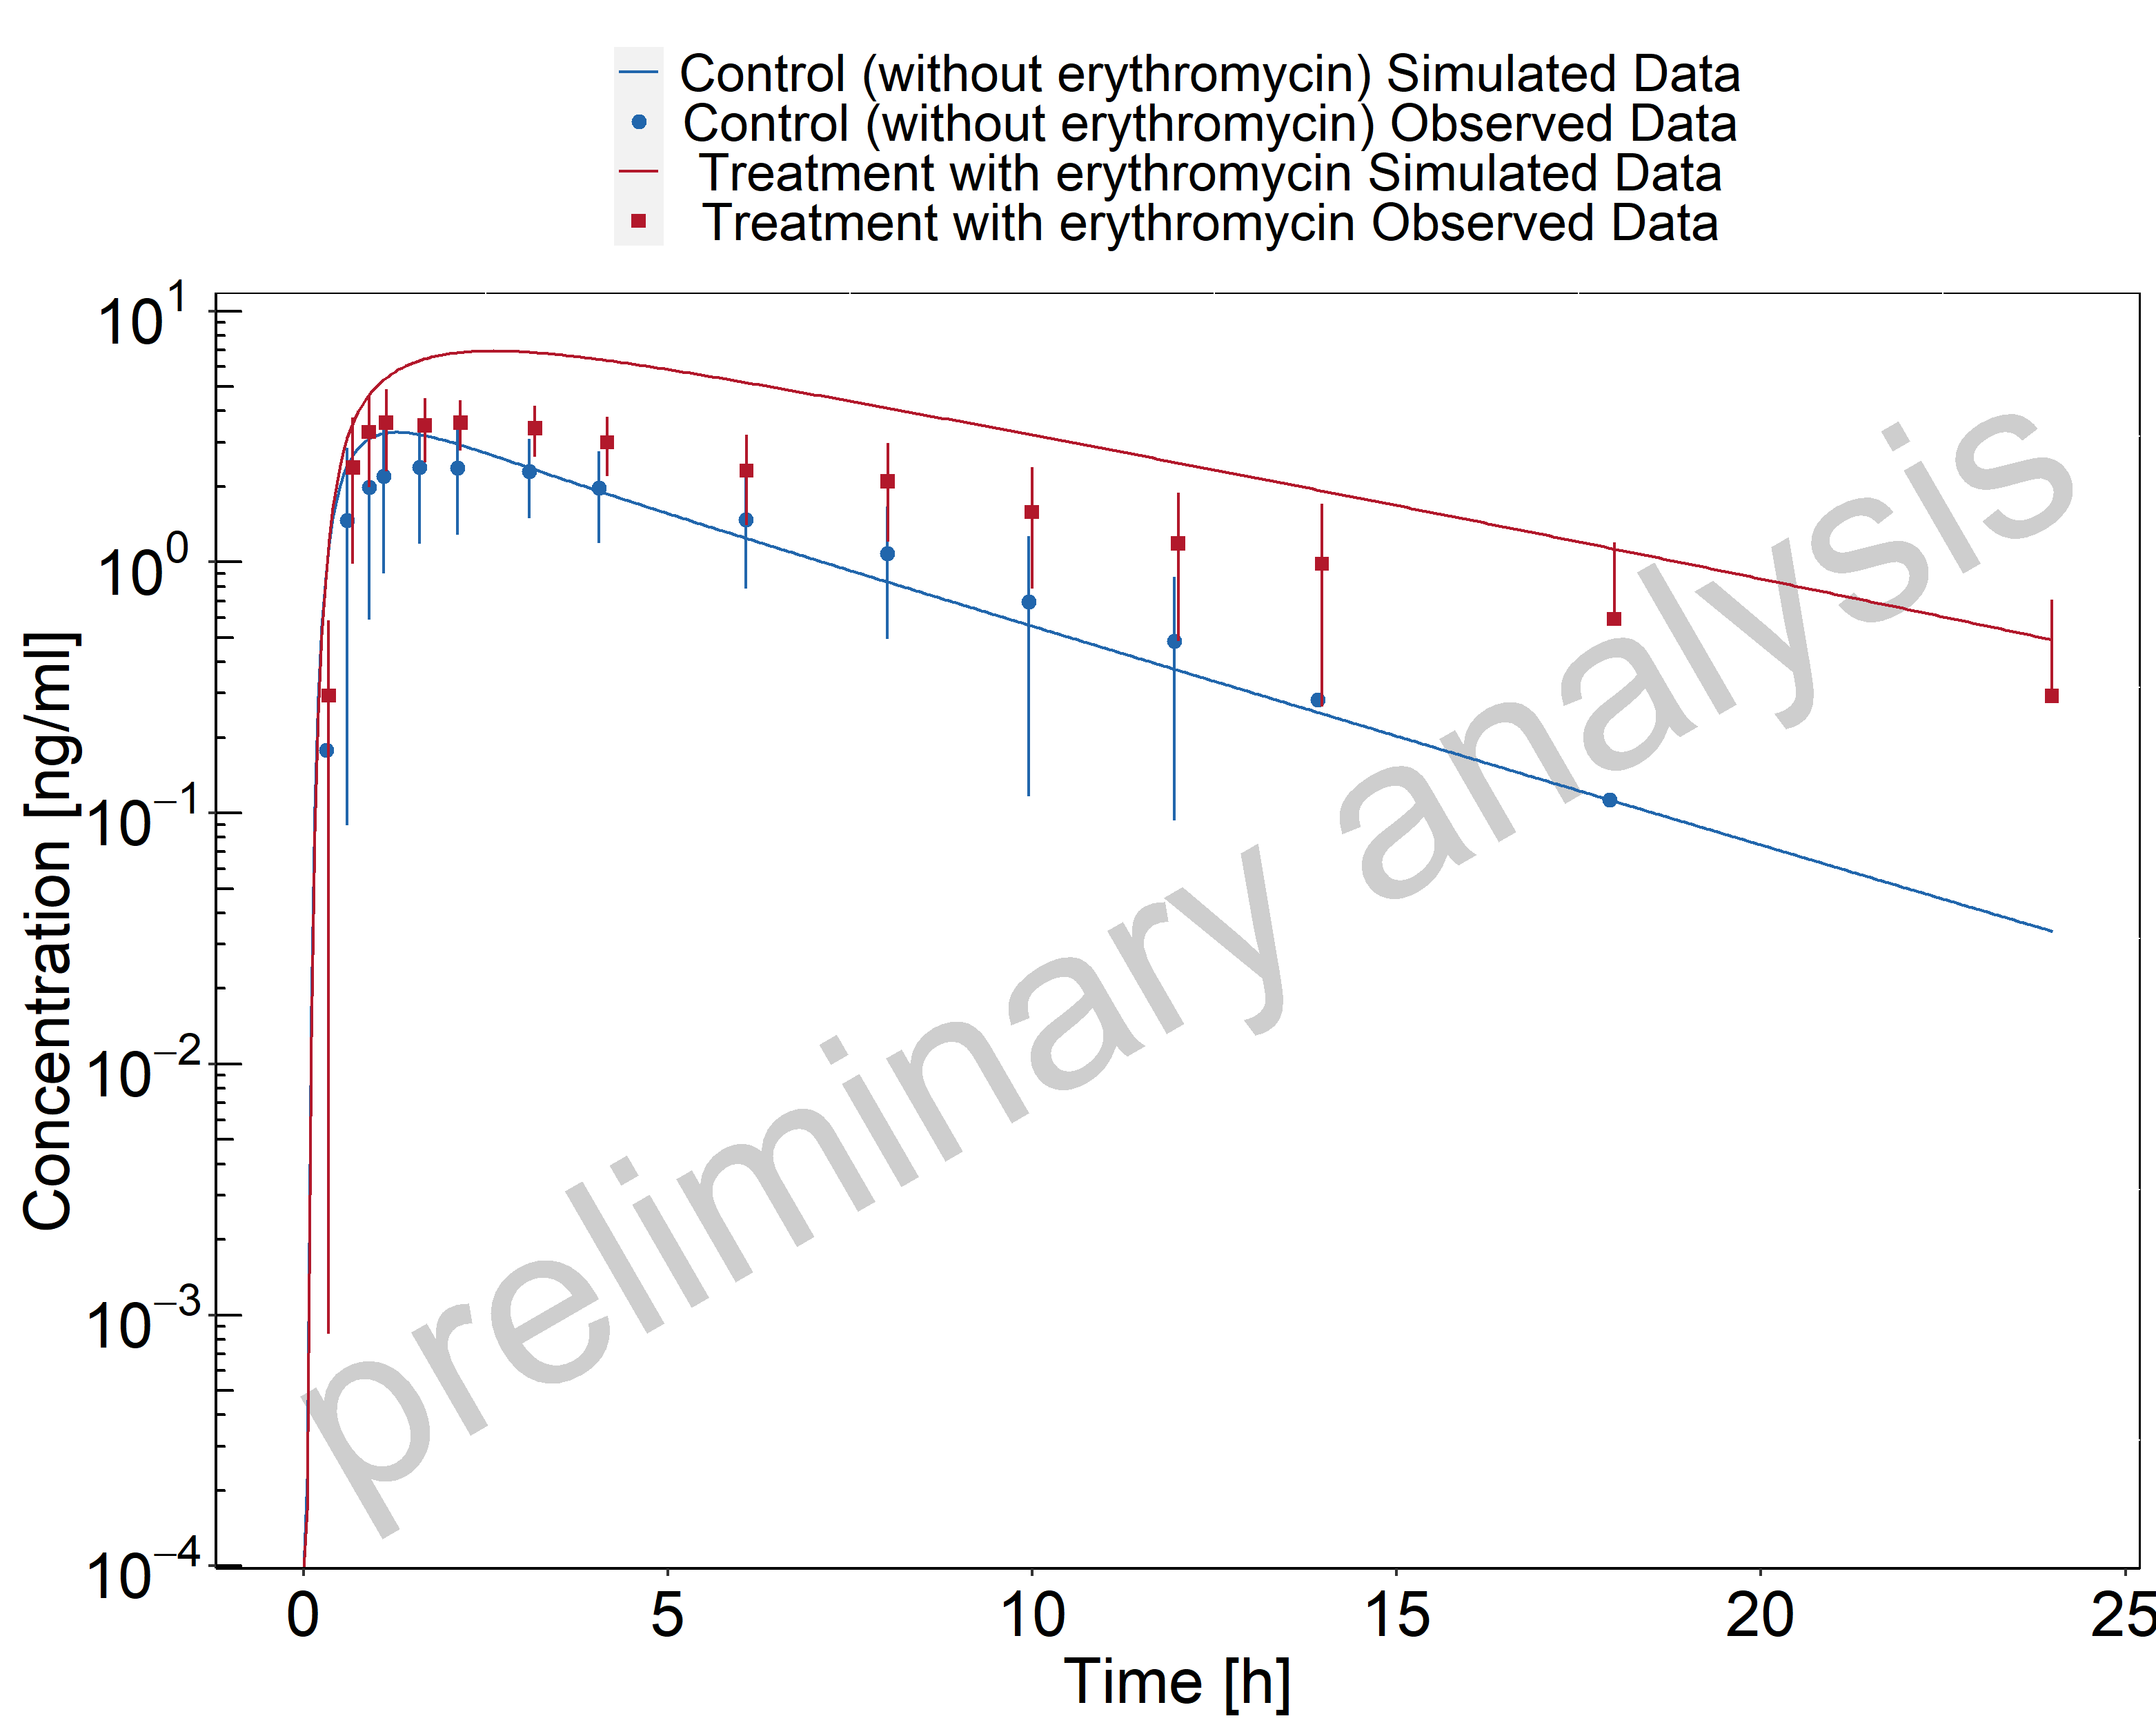 Control (without erythromycin) Simulated Data
Control (without erythromycin) Observed Data
Treatment with erythromycin Simulated Data
Treatment with erythromycin Observed Data
10^1
10^0
10^−1
10^−2
10^−3
10^−4
Concentration [ng/ml]
preliminary analysis
0 5 10 15 20 25
Time [h]